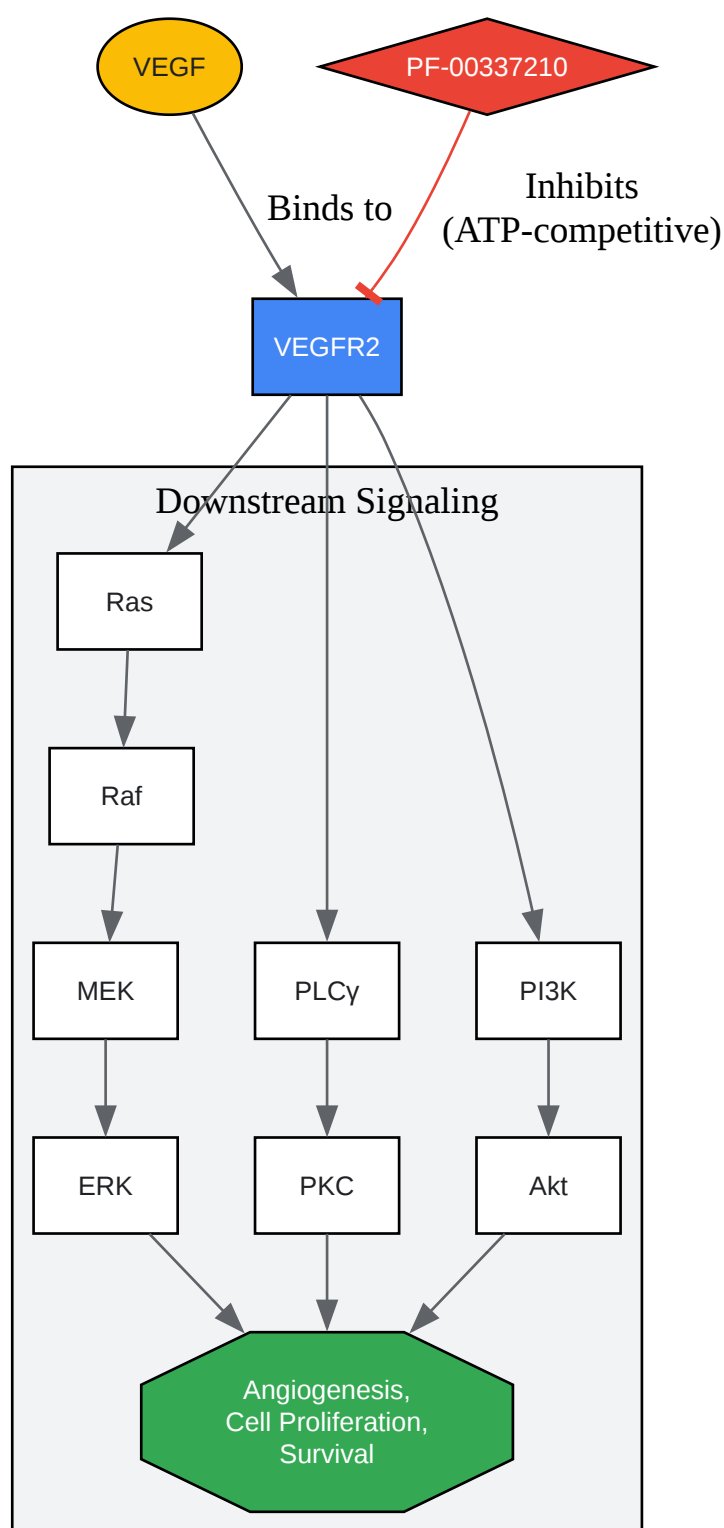 VEGF
PF-00337210
Binds to
Inhibits
(ATP-competitive)
VEGFR2
Downstream Signaling
Ras
Raf
MEK
PLCγ
PI3K
ERK
PKC
Akt
Angiogenesis,
Cell Proliferation,
Survival